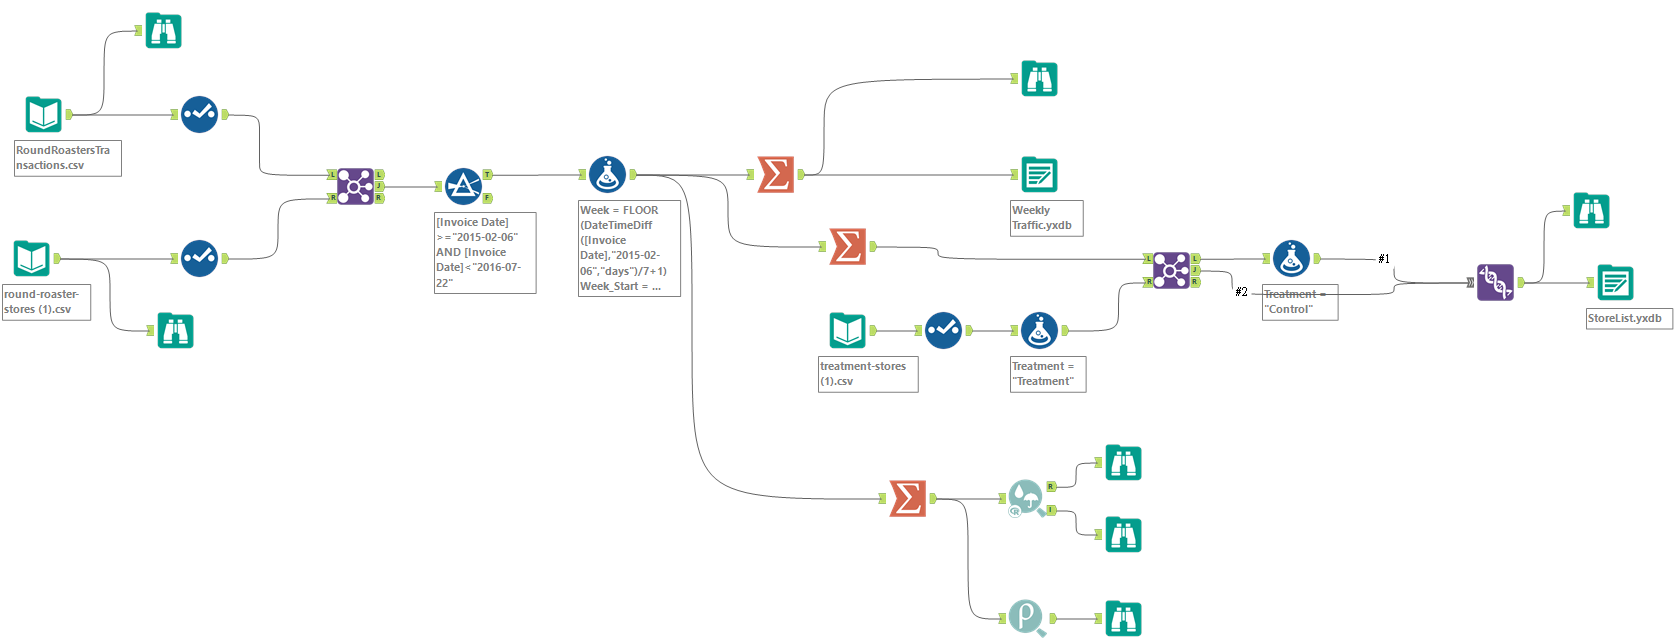 RoundRoastersTra
nsactions.csv
round-roaster-
stores (1).csv
L
R
L
J
R
T
F
[Invoice Date]
>="2015-02-06"
AND [Invoice
Date]<"2016-07-
22"
Week = FLOOR
(DateTimeDiff
([Invoice
Date],"2015-02-
06","days")/7+1)
Week_Start = ...
Weekly
Traffic.yxdb
treatment-stores
(1).csv
Treatment =
"Treatment"
L
R
L
J
R
#1
#2
Treatment =
"Control"
StoreList.yxdb
R
R
I
ρ